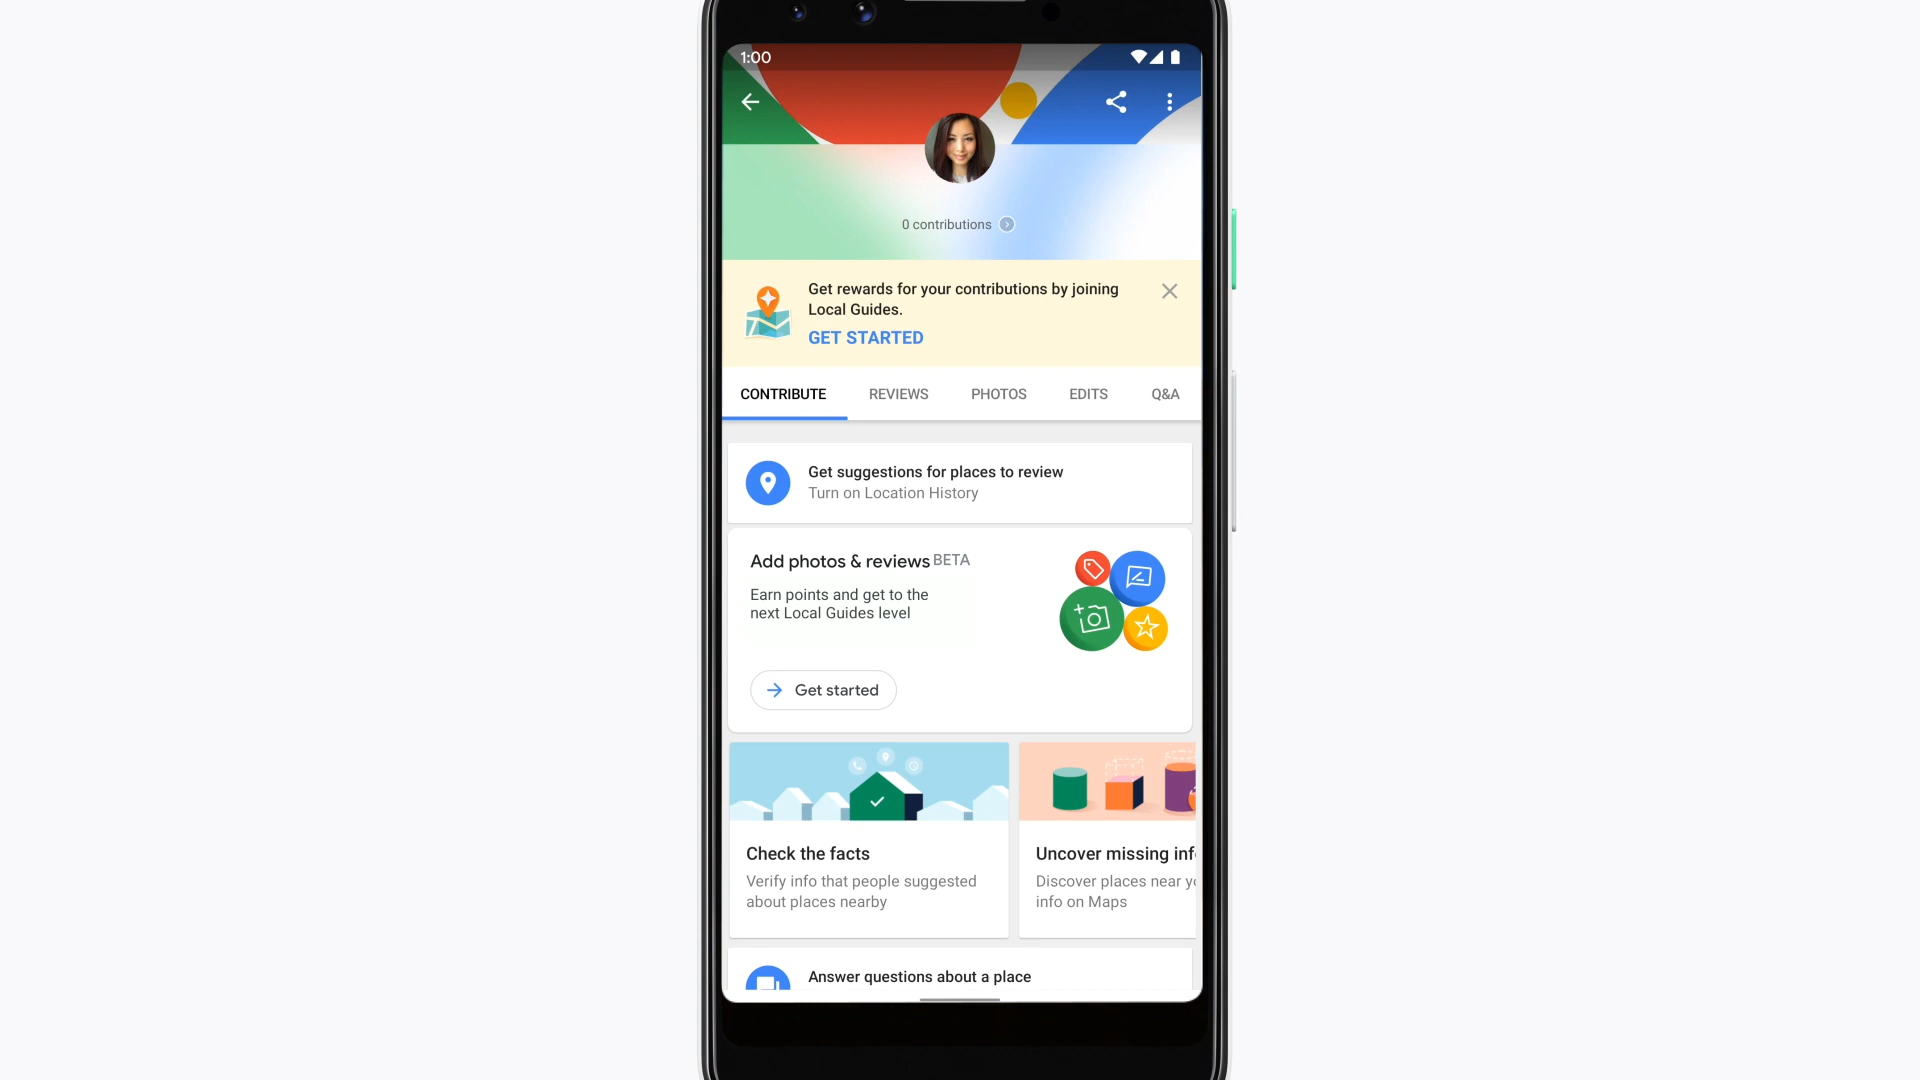 1:00
0 contributions
Get rewards for your contributions by joining
Local Guides.
GET STARTED
CONTRIBUTE REVIEWS PHOTOS EDITS Q&A
Get suggestions for places to review
Turn on Location History
Add photos & reviews BETA
Earn points and get to the
next Local Guides level
Get started
Check the facts
Verify info that people suggested
about places nearby
Uncover missing inf
Discover places near y
info on Maps
Answer questions about a place